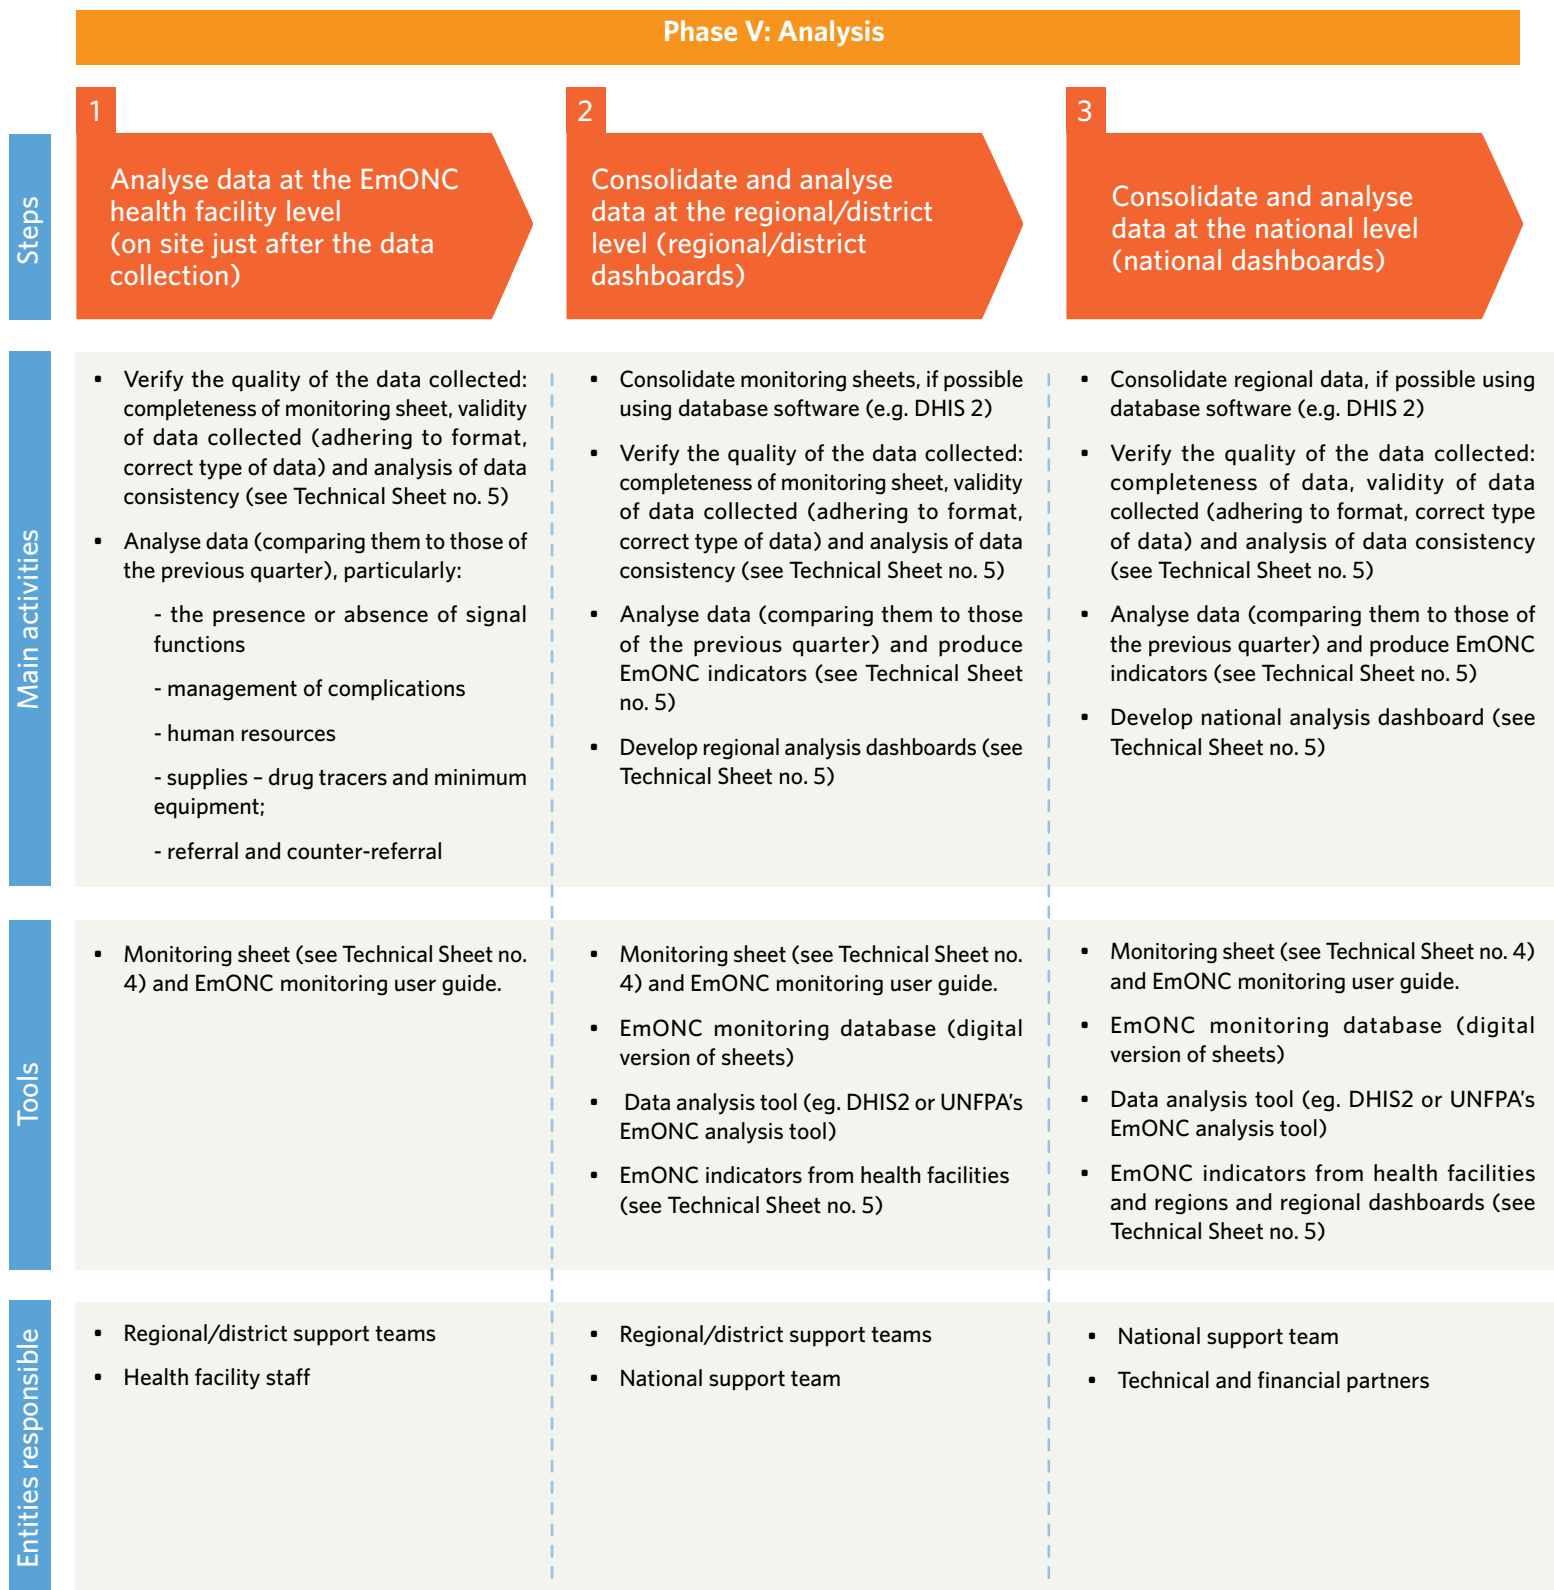 Phase V: Analysis
Steps
1
Analyse data at the EmONC
health facility level
(on site just after the data
collection)
2
Consolidate and analyse
data at the regional/district
level (regional/district
dashboards)
3
Consolidate and analyse
data at the national level
(national dashboards)
Main activities
• Verify the quality of the data collected:
completeness of monitoring sheet, validity
of data collected (adhering to format,
correct type of data) and analysis of data
consistency (see Technical Sheet no. 5)
• Analyse data (comparing them to those of
the previous quarter), particularly:
- the presence or absence of signal
functions
- management of complications
- human resources
- supplies – drug tracers and minimum
equipment;
- referral and counter-referral
• Consolidate monitoring sheets, if possible
using database software (e.g. DHIS 2)
• Verify the quality of the data collected:
completeness of monitoring sheet, validity
of data collected (adhering to format,
correct type of data) and analysis of data
consistency (see Technical Sheet no. 5)
• Analyse data (comparing them to those
of the previous quarter) and produce
EmONC indicators (see Technical Sheet
no. 5)
• Develop regional analysis dashboards (see
Technical Sheet no. 5)
• Consolidate regional data, if possible using
database software (e.g. DHIS 2)
• Verify the quality of the data collected:
completeness of data, validity of data
collected (adhering to format, correct type
of data) and analysis of data consistency
(see Technical Sheet no. 5)
• Analyse data (comparing them to those of
the previous quarter) and produce EmONC
indicators (see Technical Sheet no. 5)
• Develop national analysis dashboard (see
Technical Sheet no. 5)
Tools
• Monitoring sheet (see Technical Sheet no.
4) and EmONC monitoring user guide.
• Monitoring sheet (see Technical Sheet no.
4) and EmONC monitoring user guide.
• EmONC monitoring database (digital
version of sheets)
• Data analysis tool (eg. DHIS2 or UNFPA's
EmONC analysis tool)
• EmONC indicators from health facilities
(see Technical Sheet no. 5)
• Monitoring sheet (see Technical Sheet no. 4)
and EmONC monitoring user guide.
• EmONC monitoring database (digital
version of sheets)
• Data analysis tool (eg. DHIS2 or UNFPA's
EmONC analysis tool)
• EmONC indicators from health facilities
and regions and regional dashboards (see
Technical Sheet no. 5)
Entities responsible
• Regional/district support teams
• Health facility staff
• Regional/district support teams
• National support team
• National support team
• Technical and financial partners